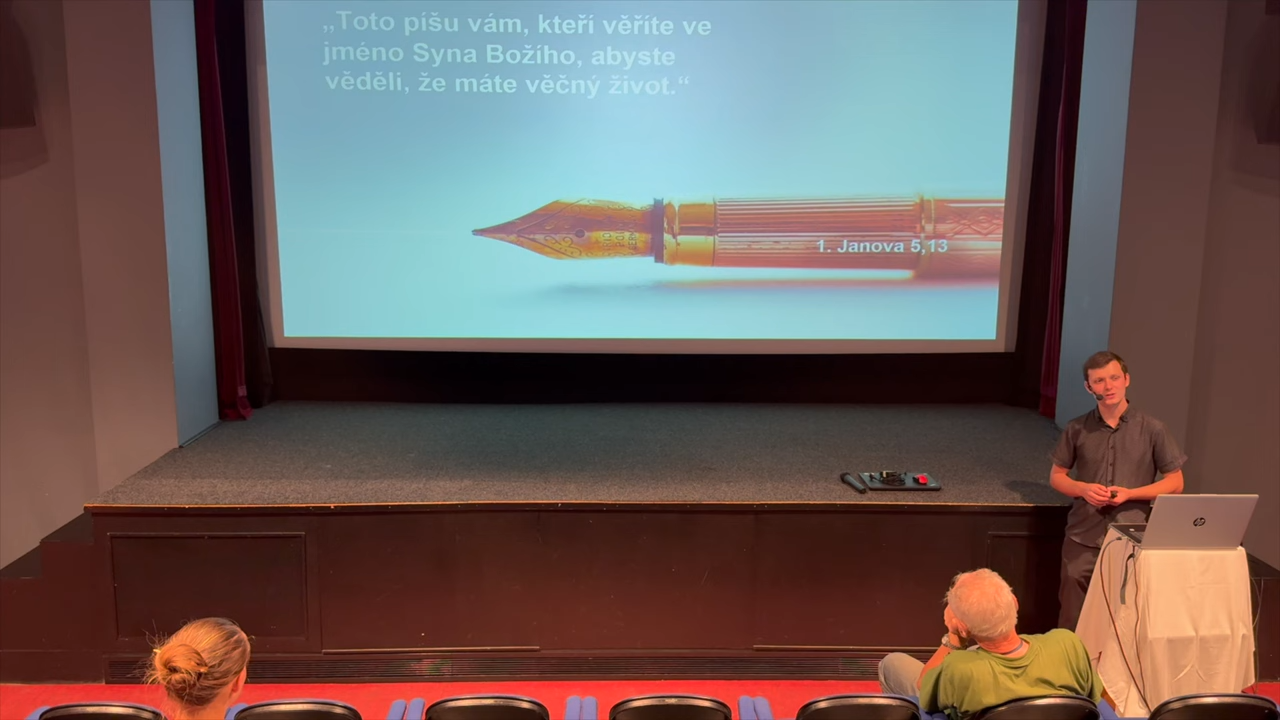 „Toto píšu vám, kteří věříte ve
jméno Syna Božího, abyste
věděli, že máte věčný život.“
1. Janova 5,13
hp